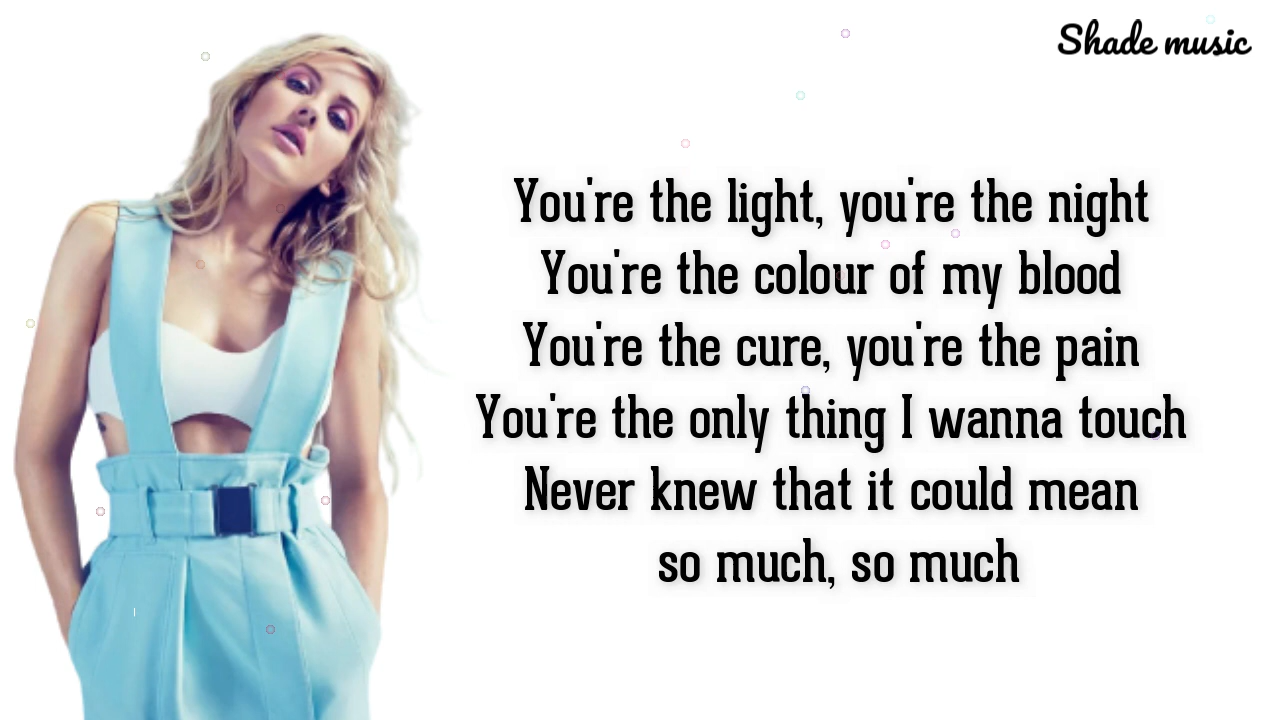 Shade music
You're the light, you're the night
You're the colour of my blood
You're the cure, you're the pain
You're the only thing I wanna touch
Never knew that it could mean
so much, so much